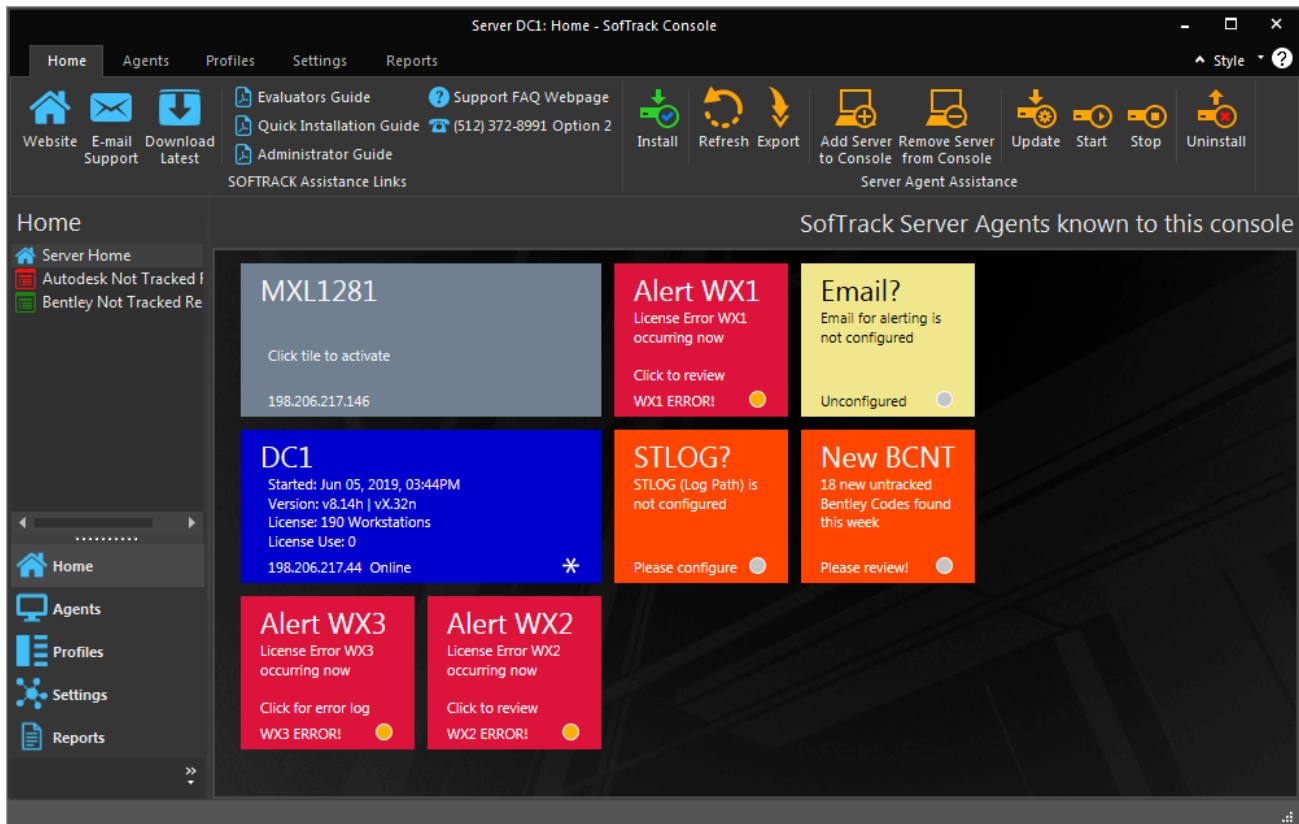 Server DC1: Home - SofTrack Console
Home Agents Profiles Settings Reports
Style
Website
E-mail Support
Download Latest
Evaluators Guide
Quick Installation Guide
Administrator Guide
Support FAQ Webpage
(512) 372-8991 Option 2
SOFTRACK Assistance Links
Install
Refresh
Export
Add Server to Console
Remove Server from Console
Update
Start
Stop
Uninstall
Server Agent Assistance
Home
SofTrack Server Agents known to this console
Server Home
Autodesk Not Tracked
Bentley Not Tracked Re
Home
Agents
Profiles
Settings
Reports
MXL1281
Click tile to activate
198.206.217.146
Alert WX1
License Error WX1
occurring now
Click to review
WX1 ERROR!
Email?
Email for alerting is
not configured
Unconfigured
DC1
Started: Jun 05, 2019, 03:44PM
Version: v8.14h | vX.32n
License: 190 Workstations
License Use: 0
198.206.217.44 Online
STLOG?
STLOG (Log Path) is
not configured
Please configure
New BCNT
18 new untracked
Bentley Codes found
this week
Please review!
Alert WX3
License Error WX3
occurring now
Click for error log
WX3 ERROR!
Alert WX2
License Error WX2
occurring now
Click to review
WX2 ERROR!